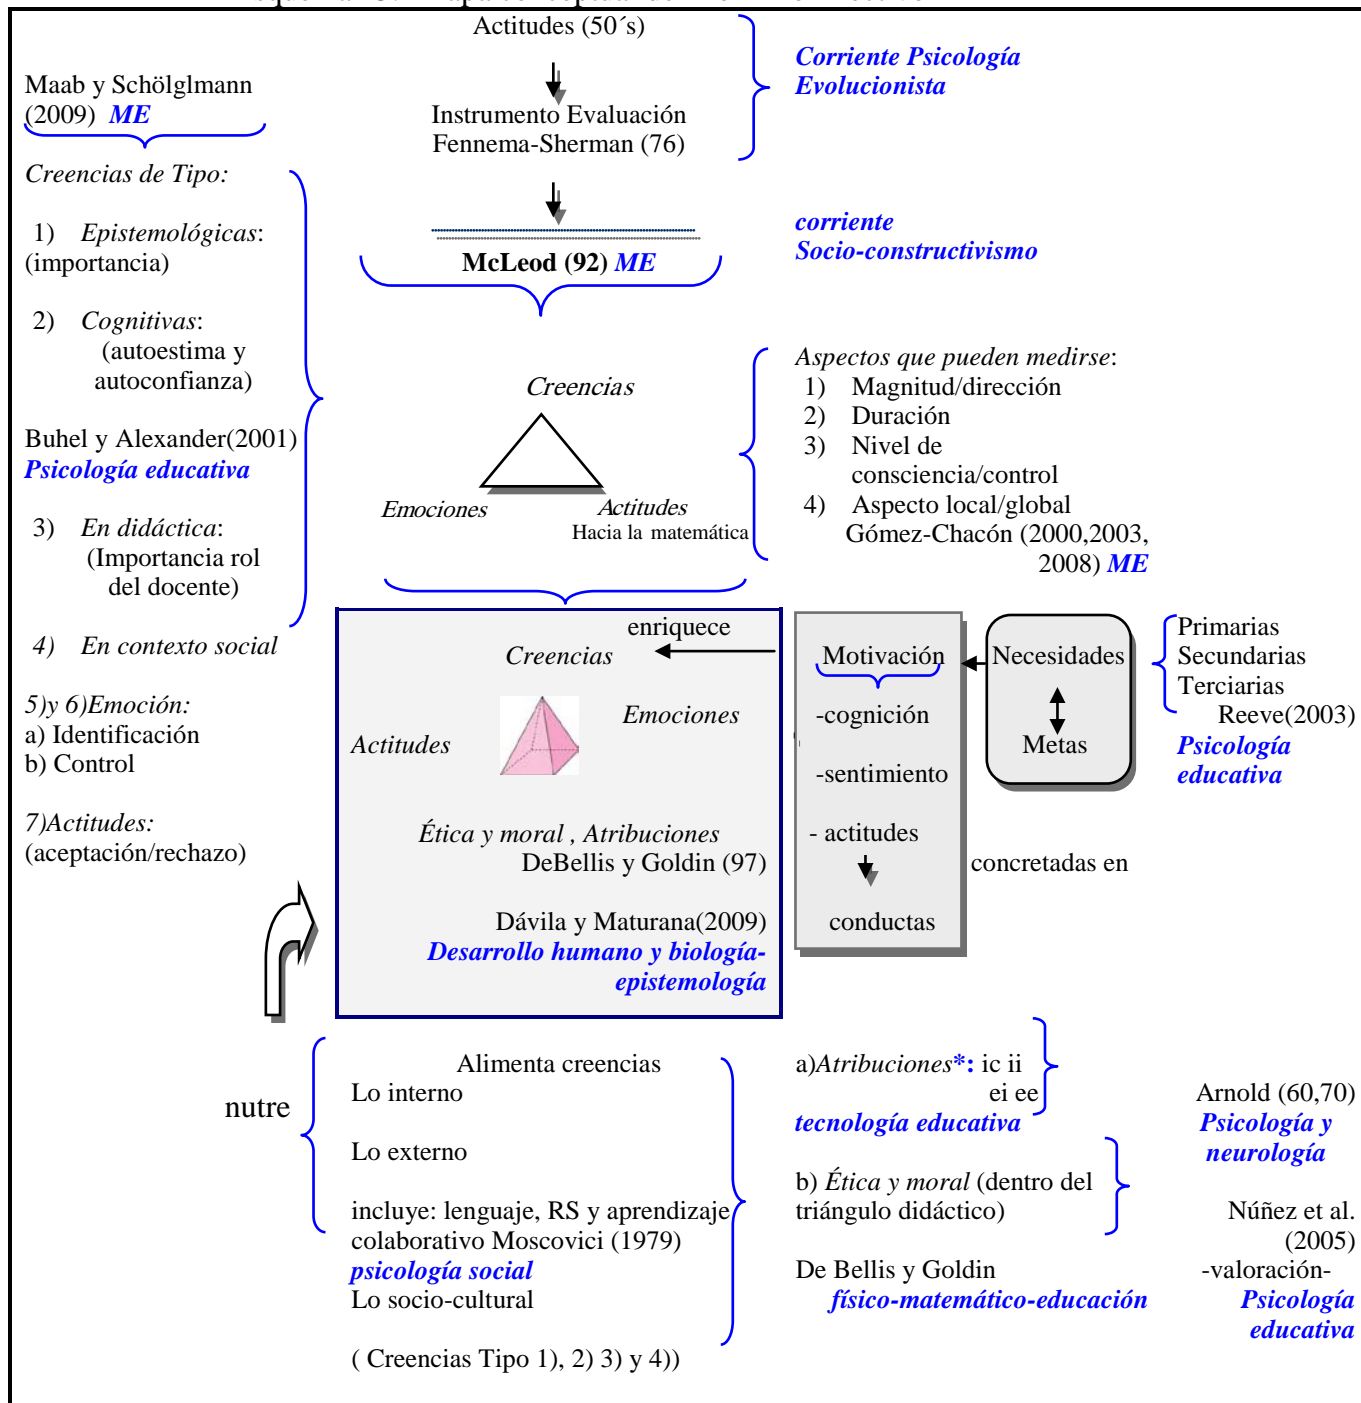 Actitudes (50´s)
Corriente Psicología
Evolucionista
Instrumento Evaluación
Fennema-Sherman (76)
Maab y Schölglmann
(2009) ME
Creencias de Tipo:
1) Epistemológicas:
(importancia)
2) Cognitivas:
(autoestima y
autoconfianza)
Buhel y Alexander(2001)
Psicología educativa
3) En didáctica:
(Importancia rol
del docente)
4) En contexto social
5)y 6)Emoción:
a) Identificación
b) Control
7)Actitudes:
(aceptación/rechazo)
corriente
Socio-constructivismo
McLeod (92) ME
Creencias
Emociones
Actitudes
Hacia la matemática
Aspectos que pueden medirse:
1) Magnitud/dirección
2) Duración
3) Nivel de
consciencia/control
4) Aspecto local/global
Gómez-Chacón (2000,2003,
2008) ME
enriquece
Creencias
Emociones
Actitudes
Ética y moral , Atribuciones
DeBellis y Goldin (97)
Dávila y Maturana(2009)
Desarrollo humano y biología-
epistemología
Motivación
-cognición
-sentimiento
- actitudes
conductas
Necesidades
Metas
Primarias
Secundarias
Terciarias
Reeve(2003)
Psicología
educativa
concretadas en
nutre
Alimenta creencias
Lo interno
Lo externo
incluye: lenguaje, RS y aprendizaje
colaborativo Moscovici (1979)
psicología social
Lo socio-cultural
( Creencias Tipo 1), 2) 3) y 4))
a)Atribuciones*: ic ii
ei ee
tecnología educativa
b) Ética y moral (dentro del
triángulo didáctico)
De Bellis y Goldin
físico-matemático-educación
Arnold (60,70)
Psicología y
neurología
Núñez et al.
(2005)
-valoración-
Psicología
educativa